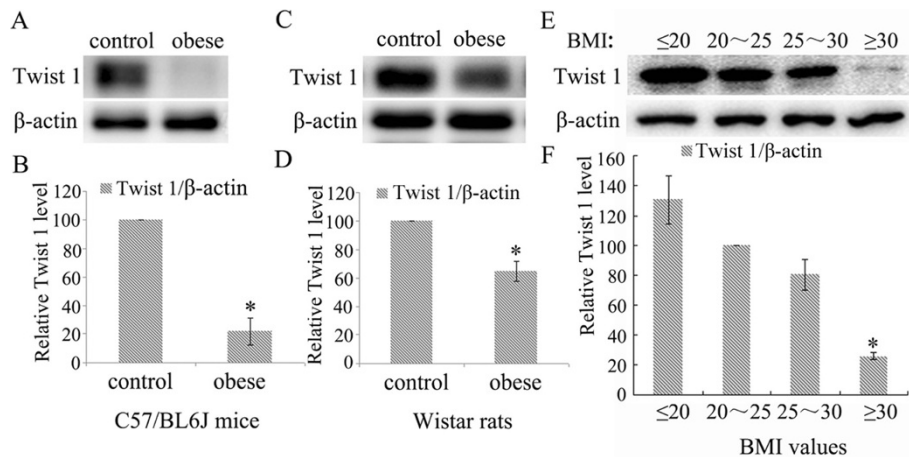 A
control obese
Twist 1
β-actin
B
Twist 1/β-actin
Relative Twist 1 level
120
100
80
60
40
20
0
control obese
C57/BL6J mice
C
control obese
Twist 1
β-actin
D
Twist 1/β-actin
Relative Twist 1 level
120
100
80
60
40
20
0
control obese
Wistar rats
E
BMI: ≤20 20～25 25～30 ≥30
Twist 1
β-actin
F
Twist 1/β-actin
Relative Twist 1 level
160
140
120
100
80
60
40
20
0
*
*
*
≤20 20～25 25～30 ≥30
BMI values